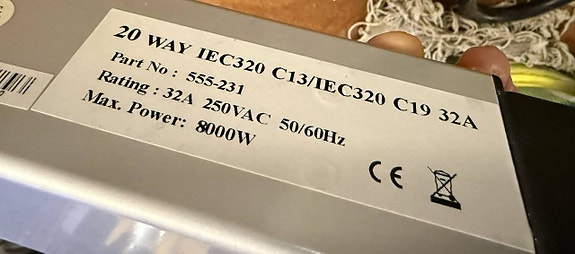 20 WAY IEC320 C13/IEC320 C19 32A
Part No : 555-231
Rating : 32A 250VAC 50/60Hz
Max. Power: 8000W
CE